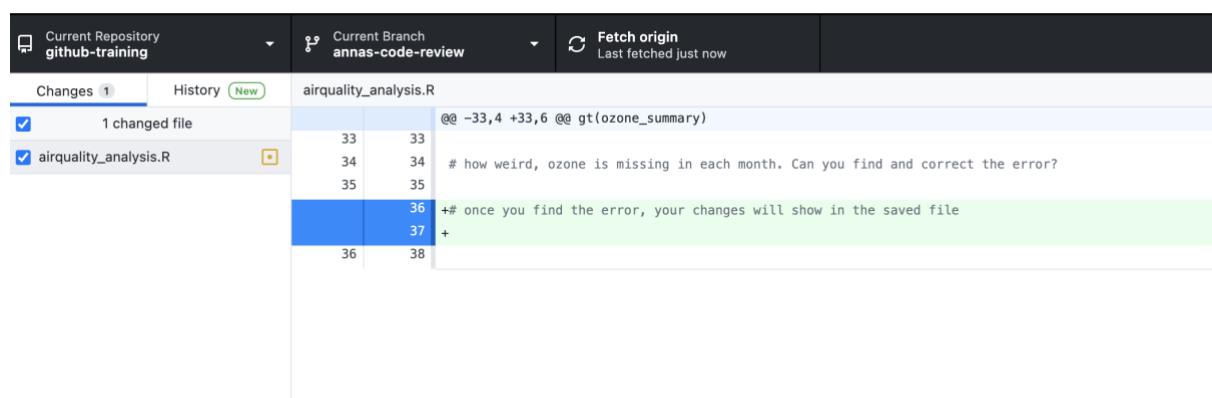 Current Repository
github-training
Current Branch
annas-code-review
Fetch origin
Last fetched just now
Changes 1 History New
1 changed file
airquality_analysis.R
airquality_analysis.R
@@ -33,4 +33,6 @@ gt(ozone_summary)
33 33
34 34 # how weird, ozone is missing in each month. Can you find and correct the error?
35 35
36 +# once you find the error, your changes will show in the saved file
37 +
36 38